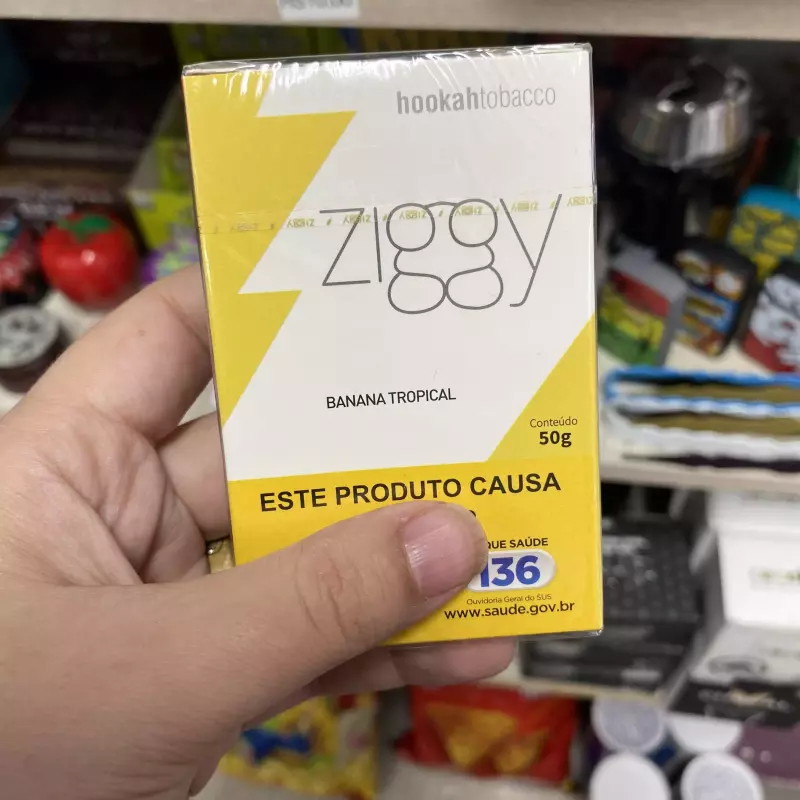 hookahtobacco
ziggy
BANANA TROPICAL
Conteúdo
50g
ESTE PRODUTO CAUSA
QUE SAÚDE
136
Ouvidoria Geral do SUS
www.saude.gov.br